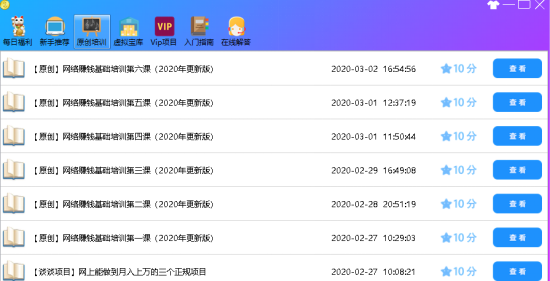 每日福利 新手推荐 原创培训 虚拟宝库 Vip项目 入门指南 在线解答
VIP
【原创】网络赚钱基础培训第六课（2020年更新版） 2020-03-02 16:54:56 10 分 查 看
【原创】网络赚钱基础培训第五课（2020年更新版） 2020-03-01 12:37:19 10 分 查 看
【原创】网络赚钱基础培训第四课（2020年更新版） 2020-03-01 11:50:44 10 分 查 看
【原创】网络赚钱基础培训第三课（2020年更新版） 2020-02-29 16:49:08 10 分 查 看
【原创】网络赚钱基础培训第二课（2020年更新版） 2020-02-28 20:51:19 10 分 查 看
【原创】网络赚钱基础培训第一课（2020年更新版） 2020-02-27 10:29:03 10 分 查 看
【谈谈项目】网上能做到月入上万的三个正规项目 2020-02-27 10:08:21 10 分 查 看